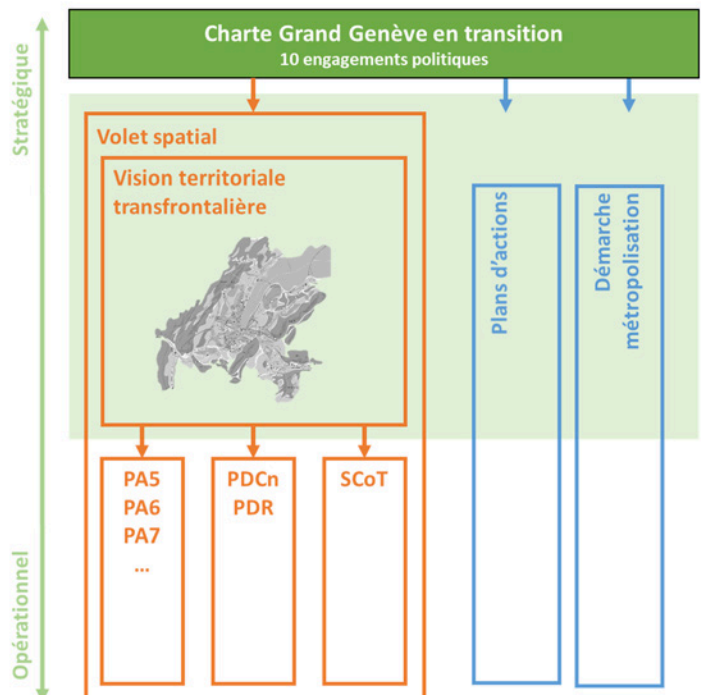 Charte Grand Genève en transition
10 engagements politiques
Stratégique
Volet spatial
Vision territoriale
transfrontalière
Plans d'actions
Démarche
métropolisation
PA5
PA6
PA7
...
PDCn
PDR
SCoT
Opérationnel